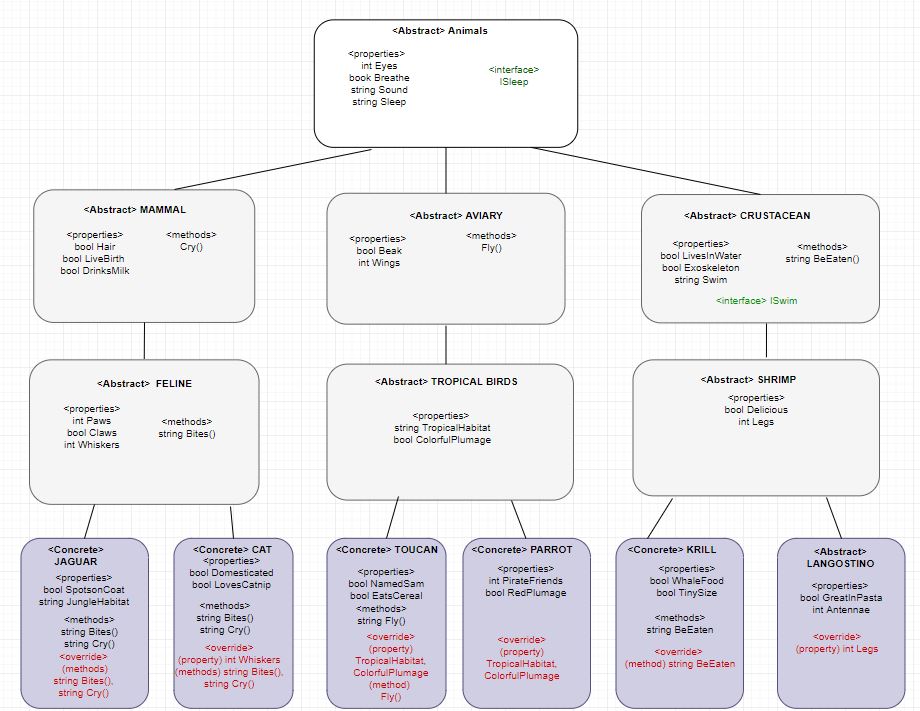 <Abstract> Animals
<properties>
int Eyes
book Breathe
string Sound
string Sleep
<interface>
ISleep
<Abstract> MAMMAL
<properties>
bool Hair
bool LiveBirth
bool DrinksMilk
<methods>
Cry()
<Abstract> AVIARY
<properties>
bool Beak
int Wings
<methods>
Fly()
<Abstract> CRUSTACEAN
<properties>
bool LivesInWater
bool Exoskeleton
string Swim
<methods>
string BeEaten()
<interface> ISwim
<Abstract> FELINE
<properties>
int Paws
bool Claws
int Whiskers
<methods>
string Bites()
<Abstract> TROPICAL BIRDS
<properties>
string TropicalHabitat
bool ColorfulPlumage
<Abstract> SHRIMP
<properties>
bool Delicious
int Legs
<Concrete>
JAGUAR
<properties>
bool SpotsonCoat
string JungleHabitat
<methods>
string Bites()
string Cry()
<override>
(methods)
string Bites(),
string Cry()
<Concrete> CAT
<properties>
bool Domesticated
bool LovesCatnip
<methods>
string Bites()
string Cry()
<override>
(property) int Whiskers
(methods) string Bites(),
string Cry()
<Concrete> TOUCAN
<properties>
bool NamedSam
bool EatsCereal
<methods>
string Fly()
<override>
(property)
TropicalHabitat,
ColorfulPlumage
(method)
Fly()
<Concrete> PARROT
<properties>
int PirateFriends
bool RedPlumage
<override>
(property)
TropicalHabitat,
ColorfulPlumage
<Concrete> KRILL
<properties>
bool WhaleFood
bool TinySize
<methods>
string BeEaten
<override>
(method) string BeEaten
<Abstract>
LANGOSTINO
<properties>
bool GreatInPasta
int Antennae
<override>
(property) int Legs